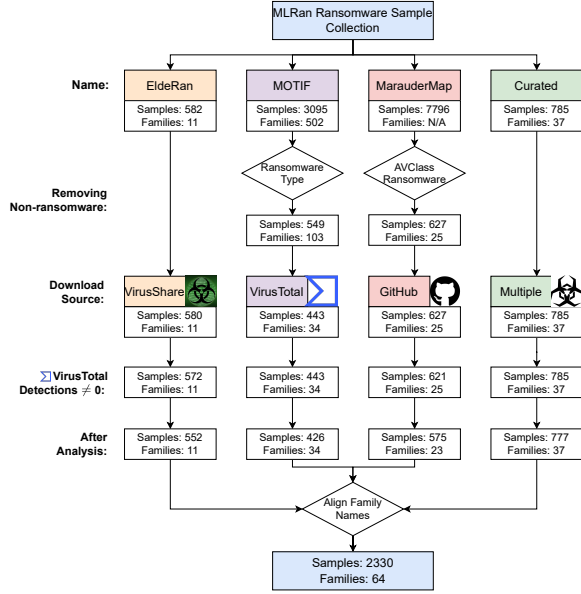 MLRan Ransomware Sample
Collection
Name:
EldeRan
MOTIF
MarauderMap
Curated
Samples: 582
Families: 11
Samples: 3095
Families: 502
Samples: 7796
Families: N/A
Samples: 785
Families: 37
Removing
Non-ransomware:
Ransomware
Type
AVClass
Ransomware
Samples: 549
Families: 103
Samples: 627
Families: 25
Download
Source:
VirusShare
VirusTotal
GitHub
Multiple
Samples: 580
Families: 11
Samples: 443
Families: 34
Samples: 627
Families: 25
Samples: 785
Families: 37
VirusTotal
Detections ≠ 0:
Samples: 572
Families: 11
Samples: 443
Families: 34
Samples: 621
Families: 25
Samples: 785
Families: 37
After
Analysis:
Samples: 552
Families: 11
Samples: 426
Families: 34
Samples: 575
Families: 23
Samples: 777
Families: 37
Align Family
Names
Samples: 2330
Families: 64